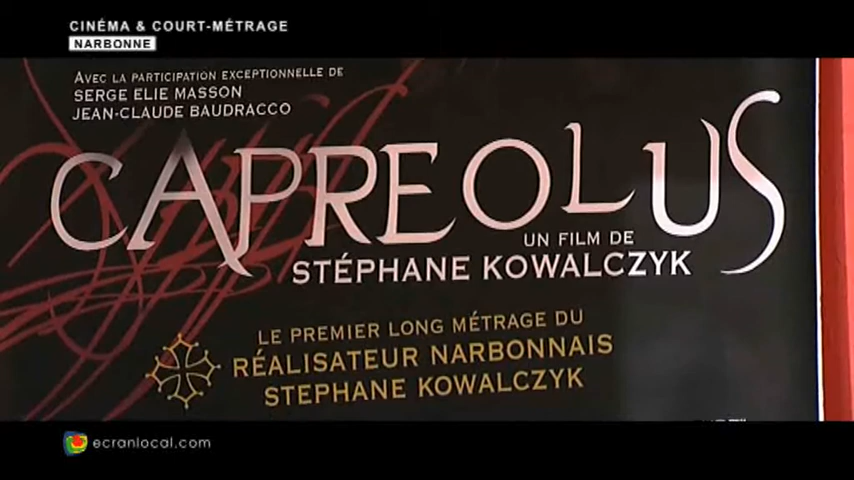 CINÉMA & COURT-MÉTRAGE
NARBONNE
AVEC LA PARTICIPATION EXCEPTIONNELLE DE
SERGE ELIE MASSON
JEAN-CLAUDE BAUDRACCO
CAPREOLUS
UN FILM DE
STÉPHANE KOWALCZYK
LE PREMIER LONG MÉTRAGE DU
RÉALISATEUR NARBONNAIS
STEPHANE KOWALCZYK
ecranlocal.com